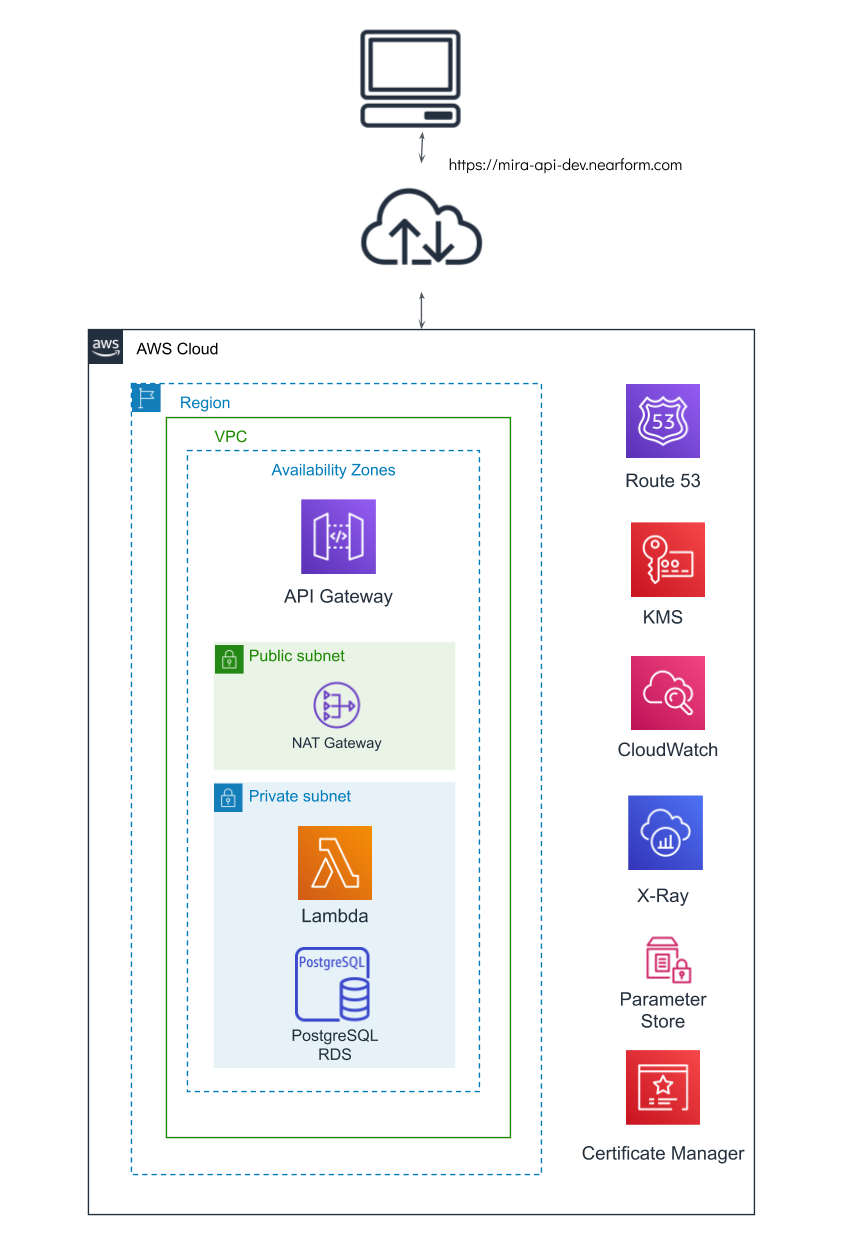 https://mira-api-dev.nearform.com
aws
AWS Cloud
Region
VPC
Availability Zones
API Gateway
Public subnet
NAT Gateway
Private subnet
Lambda
PostgreSQL
PostgreSQL
RDS
53
Route 53
KMS
CloudWatch
X-Ray
Parameter
Store
Certificate Manager